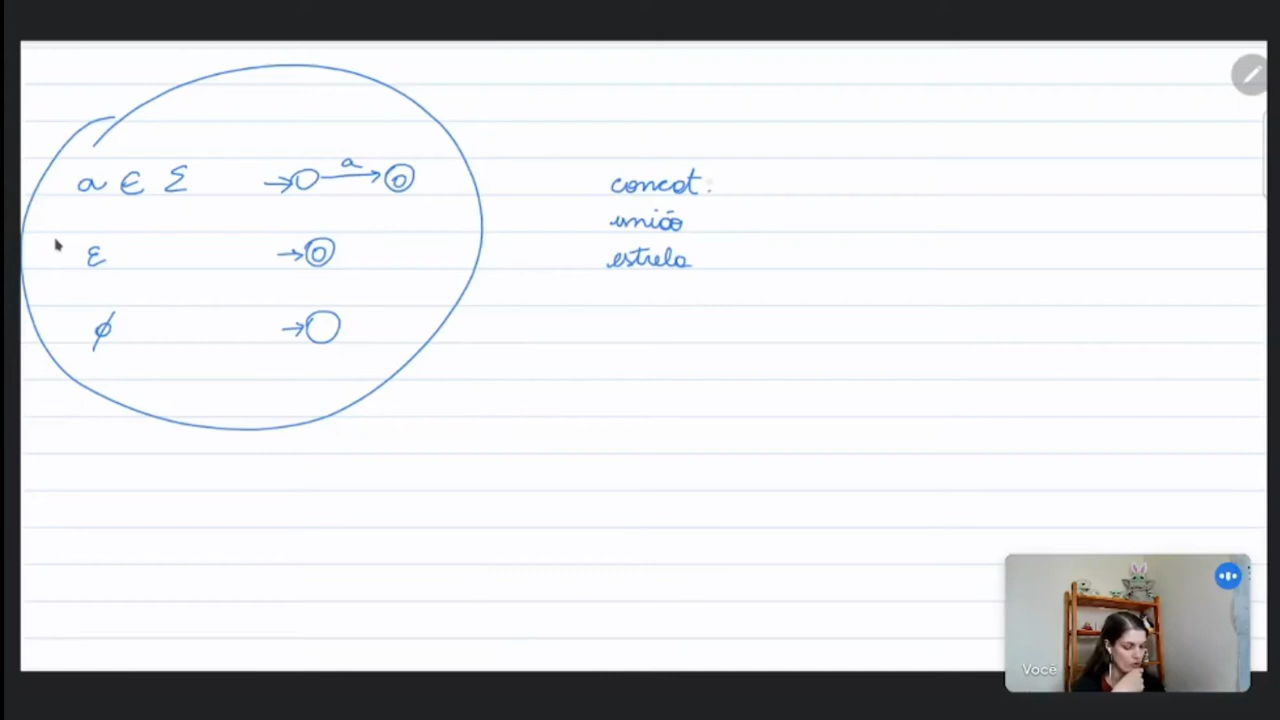 a ∈ Σ
a
ε
ϕ
concat:
união
estrela
Você